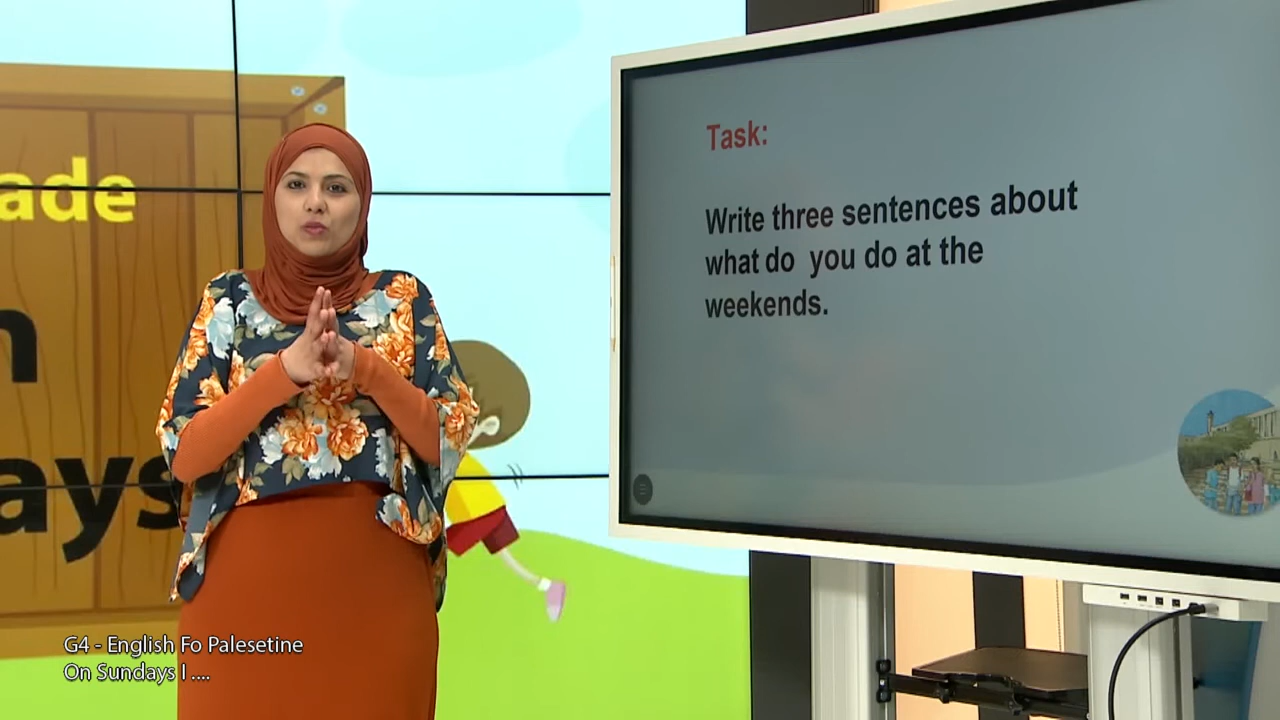 ade
ays
Task:
Write three sentences about
what do you do at the
weekends.
G4 - English Fo Palesetine
On Sundays I ....